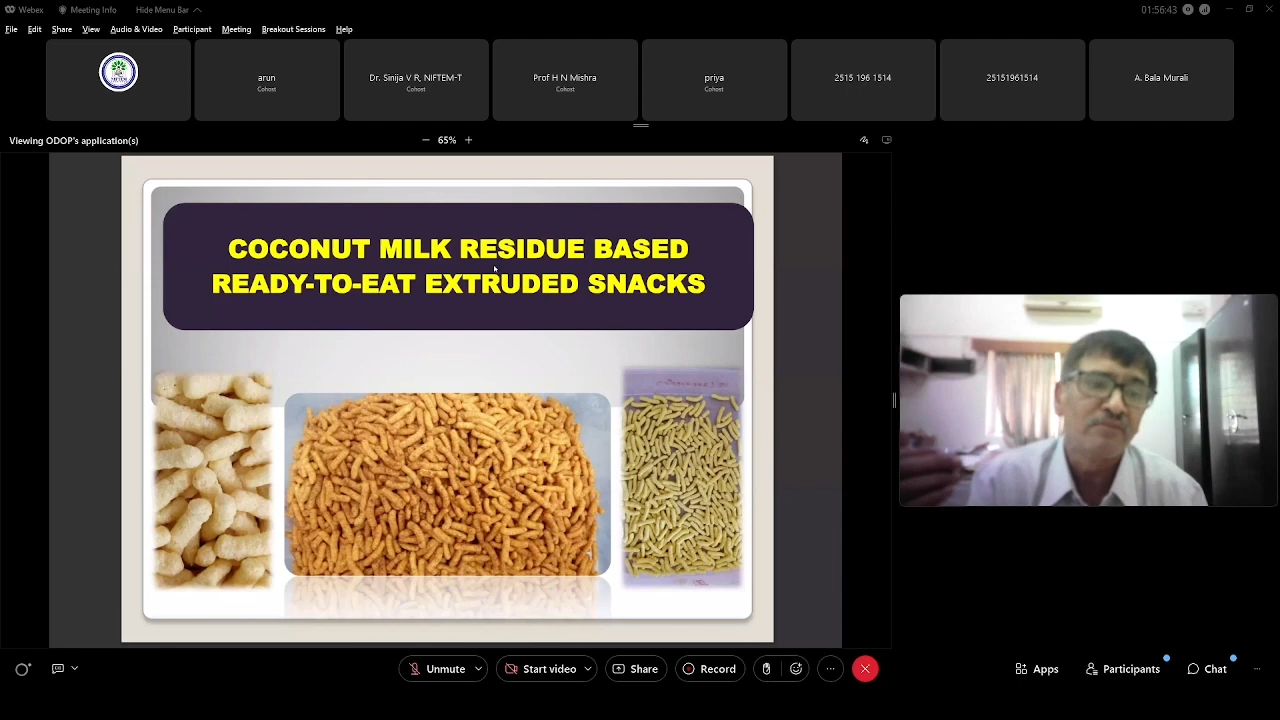 Webex
Meeting Info
Hide Menu Bar
01:56:43
File
Edit
Share
View
Audio & Video
Participant
Meeting
Breakout Sessions
Help
arun
Cohost
Dr. Sinija V R, NIFTEM-T
Cohost
Prof H N Mishra
Cohost
priya
Cohost
2515 196 1514
25151961514
A. Bala Murali
Viewing ODOP's application(s)
65%
COCONUT MILK RESIDUE BASED
READY-TO-EAT EXTRUDED SNACKS
Unmute
Start video
Share
Record
Apps
Participants
Chat